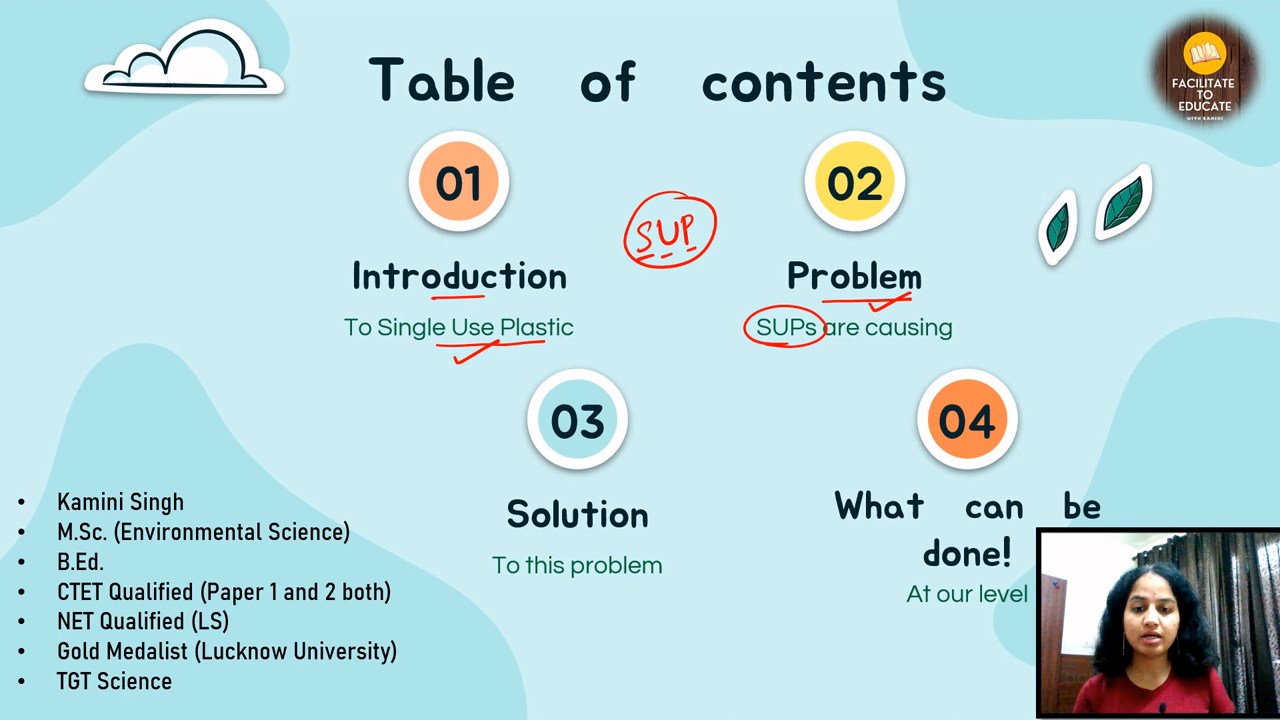 Table of contents
FACILITATE
TO
EDUCATE
WITH KAMINI
01
02
SUP
Introduction
Problem
To Single Use Plastic
SUPs are causing
03
04
Solution
What can be
done!
To this problem
At our level
• Kamini Singh
• M.Sc. (Environmental Science)
• B.Ed.
• CTET Qualified (Paper 1 and 2 both)
• NET Qualified (LS)
• Gold Medalist (Lucknow University)
• TGT Science